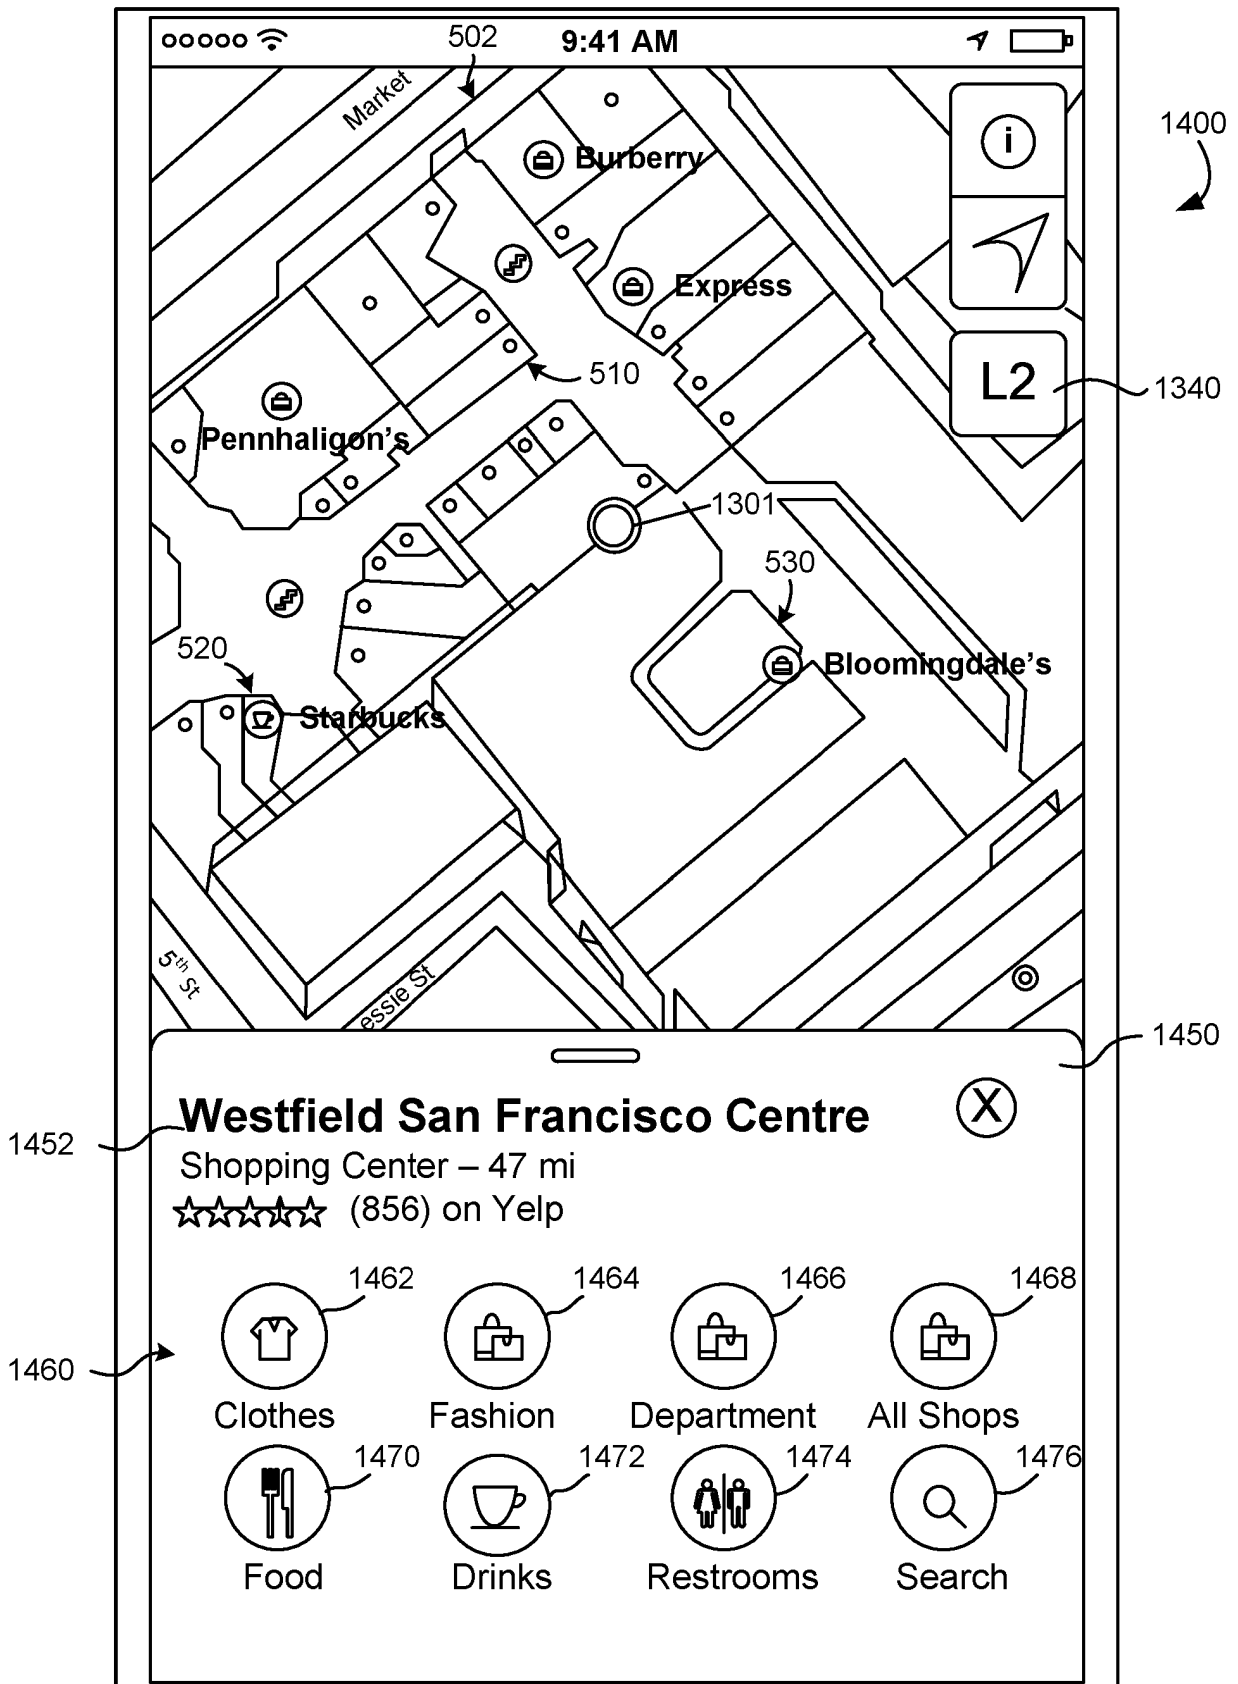 502
9:41 AM
Market
1400
i
Burberry
Express
510
L2
1340
Pennhaligon's
1301
530
520
Bloomingdale's
Starbucks
5th St
essie St
1450
Westfield San Francisco Centre
X
1452
Shopping Center – 47 mi
(856) on Yelp
1462
1464
1466
1468
1460
Clothes
Fashion
Department
All Shops
1470
1472
1474
1476
Food
Drinks
Restrooms
Search